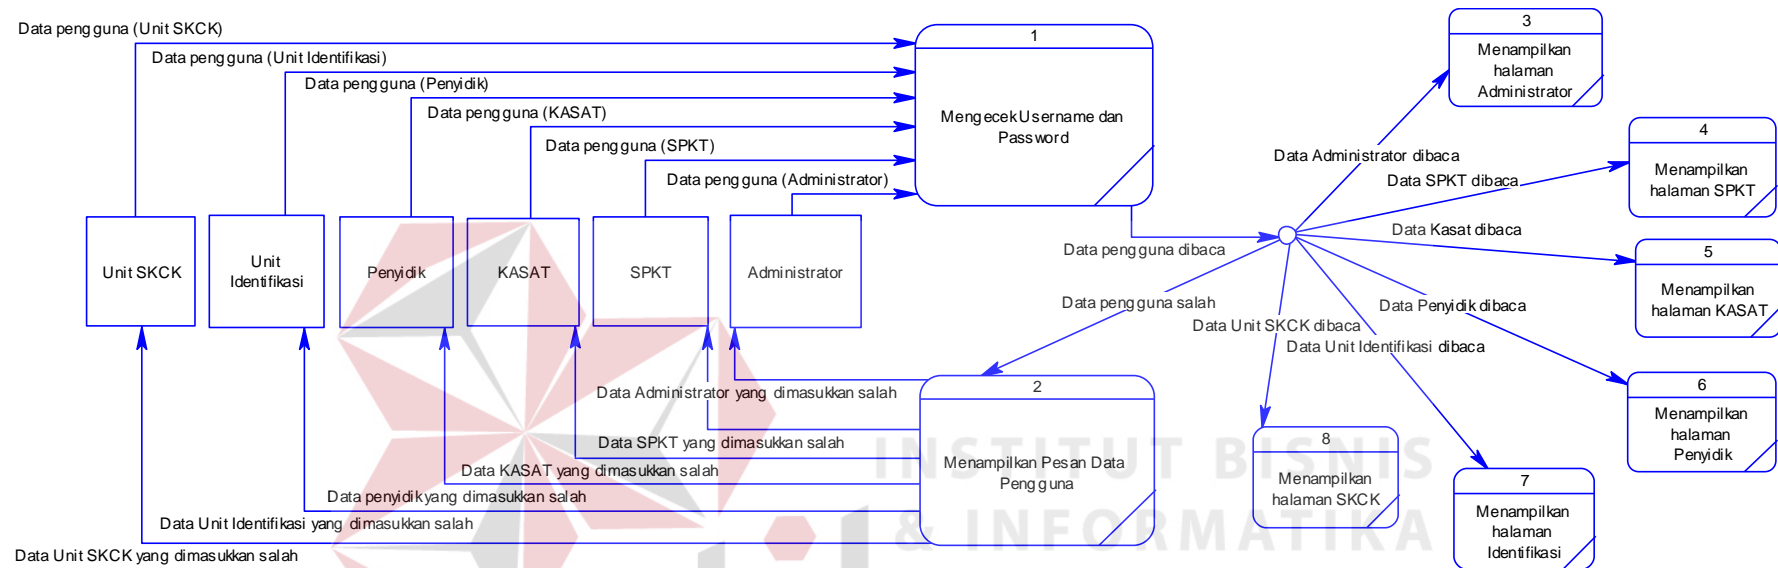 Data pengguna (Unit SKCK)
Data pengguna (Unit Identifikasi)
Data pengguna (Penyidik)
Data pengguna (KASAT)
Data pengguna (SPKT)
Data pengguna (Administrator)
1
Mengecek Username dan
Password
3
Menampilkan
halaman
Administrator
4
Menampilkan
halaman SPKT
5
Menampilkan
halaman KASAT
6
Menampilkan
halaman
Penyidik
7
Menampilkan
halaman
Identifikasi
8
Menampilkan
halaman SKCK
Unit SKCK
Unit
Identifikasi
Penyidik
KASAT
SPKT
Administrator
Data Administrator dibaca
Data SPKT dibaca
Data Kasat dibaca
Data pengguna dibaca
Data pengguna salah
Data Penyidik dibaca
Data Unit SKCK dibaca
Data Unit Identifikasi dibaca
2
Menampilkan Pesan Data
Pengguna
Data Administrator yang dimasukkan salah
Data SPKT yang dimasukkan salah
Data KASAT yang dimasukkan salah
Data penyidik yang dimasukkan salah
Data Unit Identifikasi yang dimasukkan salah
Data Unit SKCK yang dimasukkan salah
INSTITUT BISNIS
& INFORMATIKA